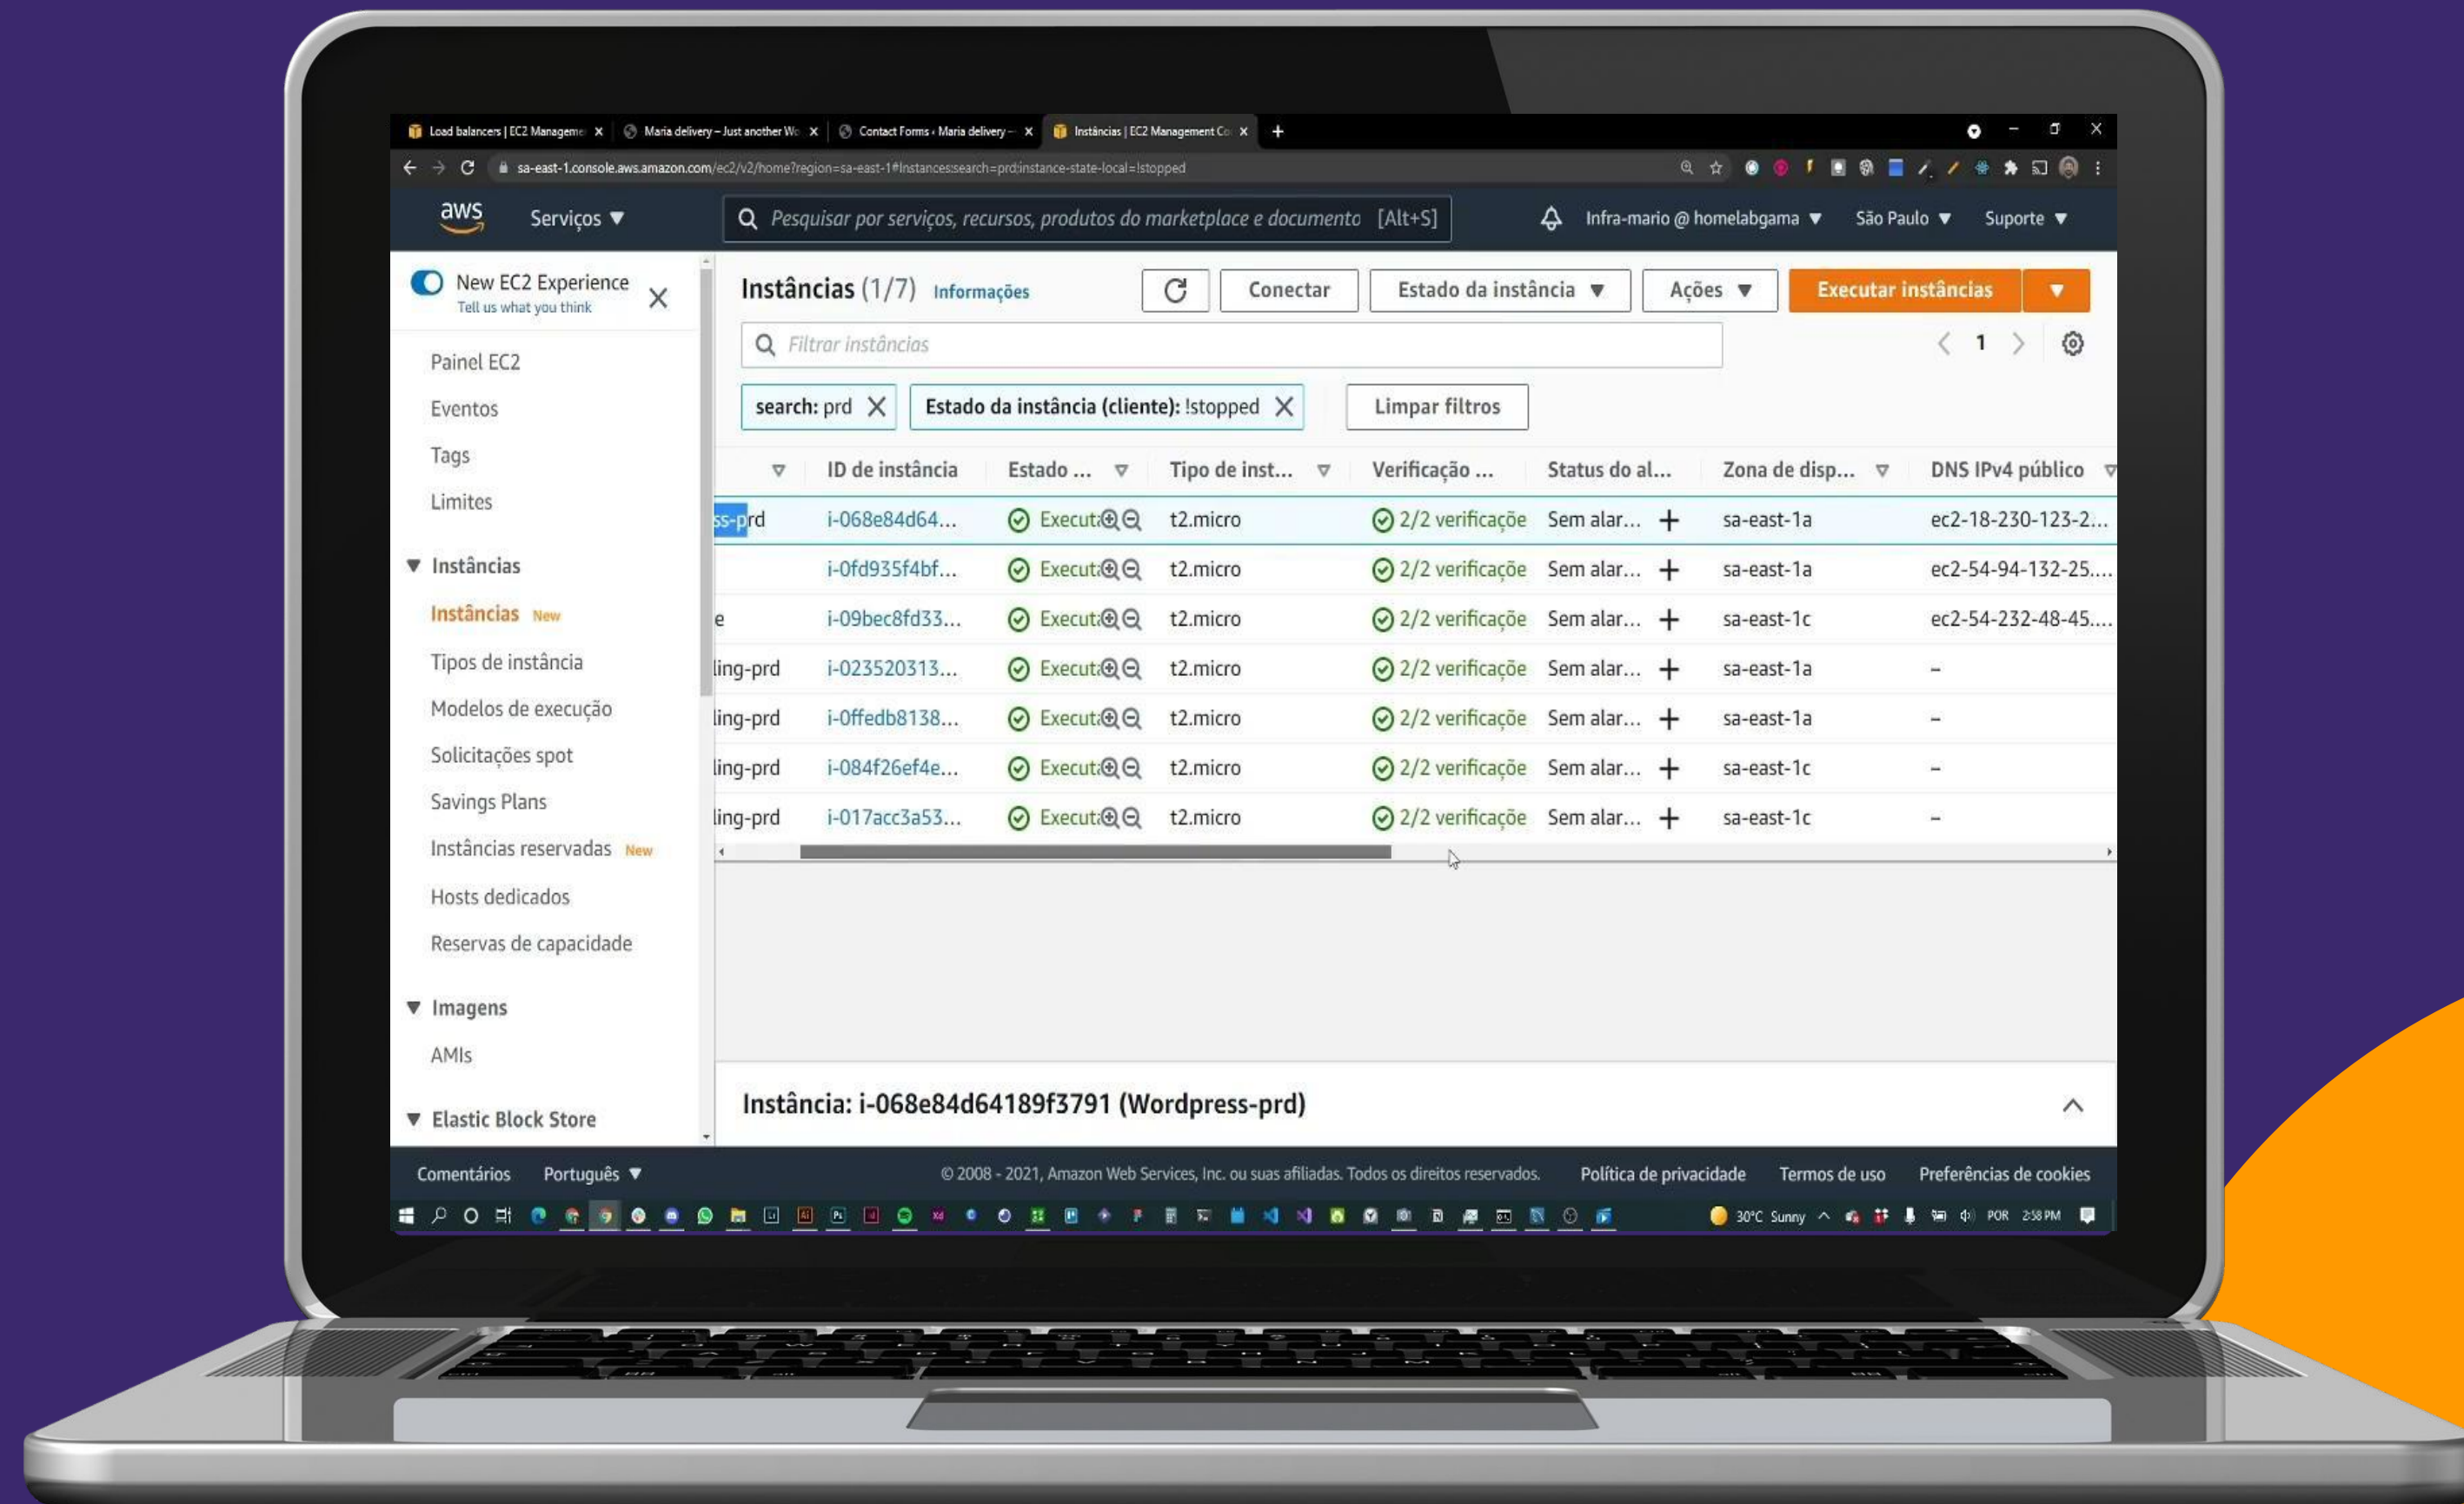 Load balancers | EC2 Manageme
Maria delivery – Just another Wo
Contact Forms ‹ Maria delivery —
Instâncias | EC2 Management Co
sa-east-1.console.aws.amazon.com/ec2/v2/home?region=sa-east-1#Instances:search=prd;instance-state-local=!stopped
aws
Serviços
Pesquisar por serviços, recursos, produtos do marketplace e documento [Alt+S]
Infra-mario @ homelabgama
São Paulo
Suporte
New EC2 Experience
Tell us what you think
Painel EC2
Eventos
Tags
Limites
Instâncias
Instâncias New
Tipos de instância
Modelos de execução
Solicitações spot
Savings Plans
Instâncias reservadas New
Hosts dedicados
Reservas de capacidade
Imagens
AMIs
Elastic Block Store
Instâncias (1/7) Informações
Conectar
Estado da instância
Ações
Executar instâncias
Filtrar instâncias
1
search: prd
Estado da instância (cliente): !stopped
Limpar filtros
ID de instância Estado ... Tipo de inst... Verificação ... Status do al... Zona de disp... DNS IPv4 público
ss-prd i-068e84d64... Executa t2.micro 2/2 verificaçõe Sem alar... + sa-east-1a ec2-18-230-123-2...
i-0fd935f4bf... Executa t2.micro 2/2 verificaçõe Sem alar... + sa-east-1a ec2-54-94-132-25....
e i-09bec8fd33... Executa t2.micro 2/2 verificaçõe Sem alar... + sa-east-1c ec2-54-232-48-45....
ling-prd i-023520313... Executa t2.micro 2/2 verificaçõe Sem alar... + sa-east-1a –
ling-prd i-0ffedb8138... Executa t2.micro 2/2 verificaçõe Sem alar... + sa-east-1a –
ling-prd i-084f26ef4e... Executa t2.micro 2/2 verificaçõe Sem alar... + sa-east-1c –
ling-prd i-017acc3a53... Executa t2.micro 2/2 verificaçõe Sem alar... + sa-east-1c –
Instância: i-068e84d64189f3791 (Wordpress-prd)
Comentários
Português
© 2008 - 2021, Amazon Web Services, Inc. ou suas afiliadas. Todos os direitos reservados.
Política de privacidade
Termos de uso
Preferências de cookies
30°C Sunny
POR
2:58 PM